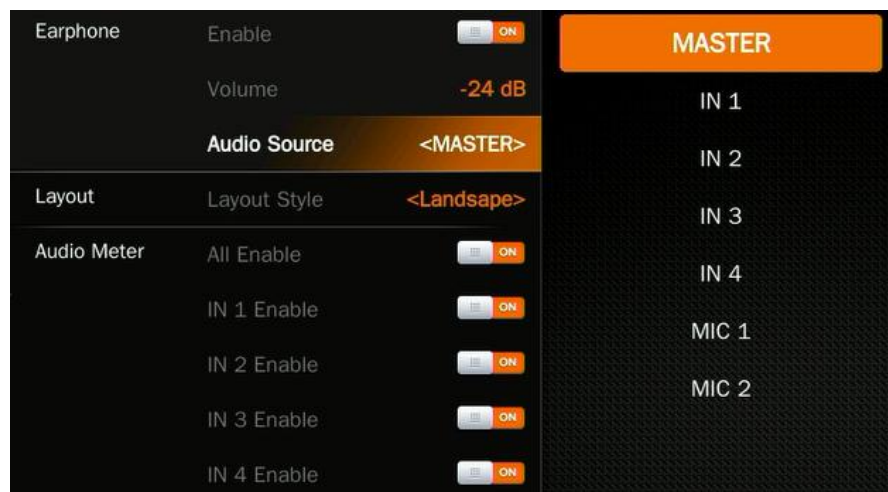 Earphone Enable ON
Volume -24 dB
Audio Source <MASTER>
Layout Layout Style <Landsape>
Audio Meter All Enable ON
IN 1 Enable ON
IN 2 Enable ON
IN 3 Enable ON
IN 4 Enable ON
MASTER
IN 1
IN 2
IN 3
IN 4
MIC 1
MIC 2